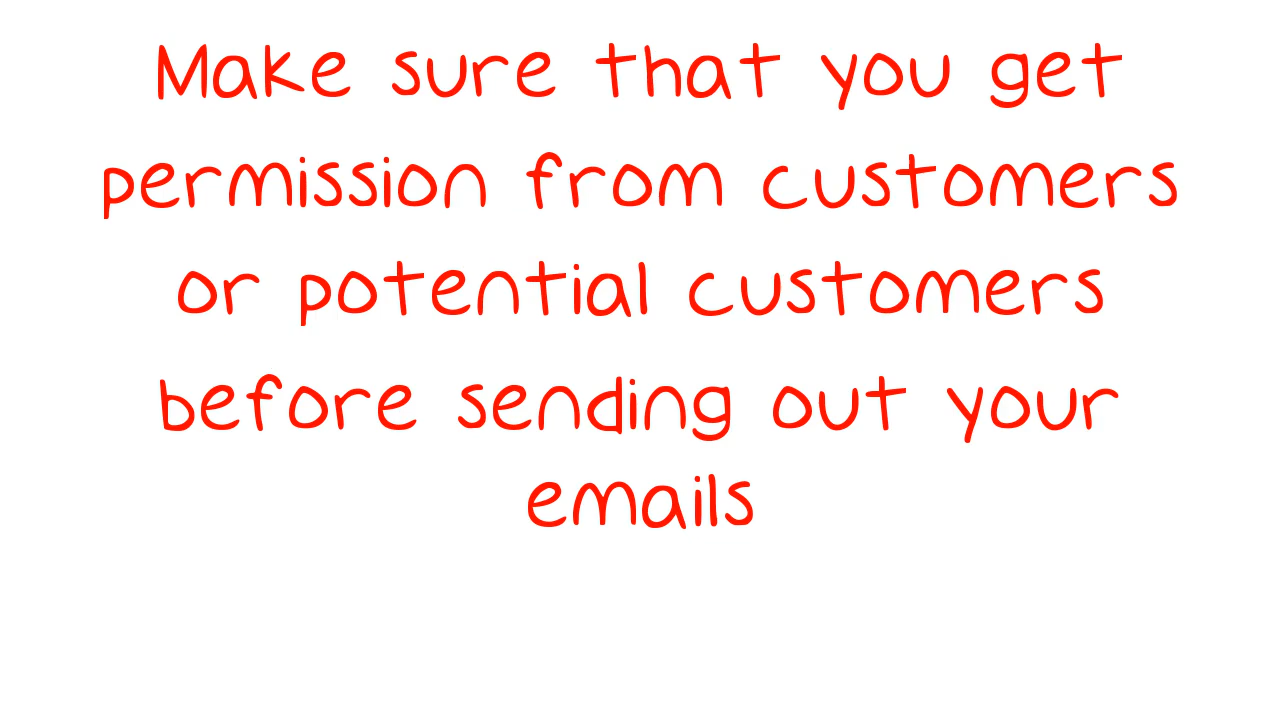 Make sure that you get
permission from customers
or potential customers
before sending out your
emails